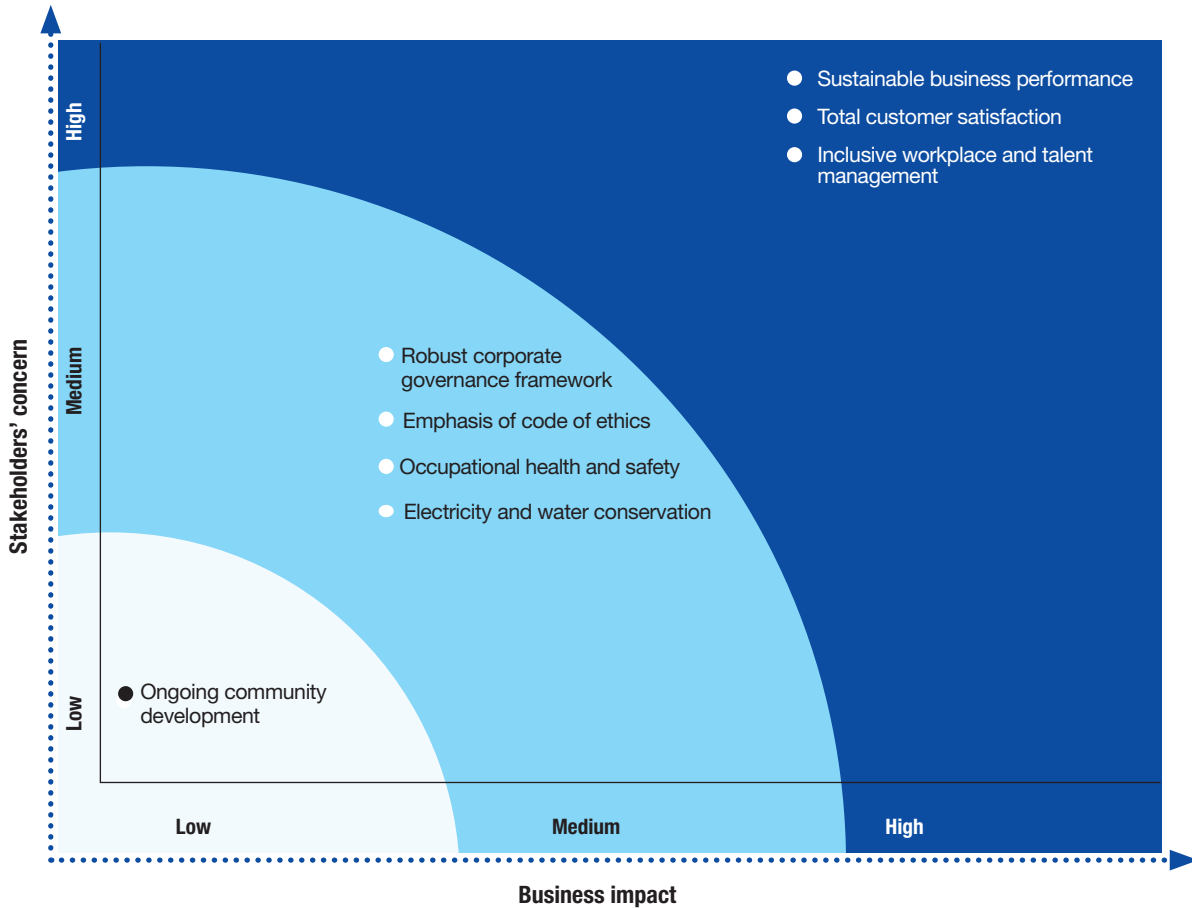 High
Sustainable business performance
Total customer satisfaction
Inclusive workplace and talent
management
Stakeholders’ concern
Medium
Robust corporate
governance framework
Emphasis of code of ethics
Occupational health and safety
Electricity and water conservation
Low
Ongoing community
development
Low
Medium
High
Business impact